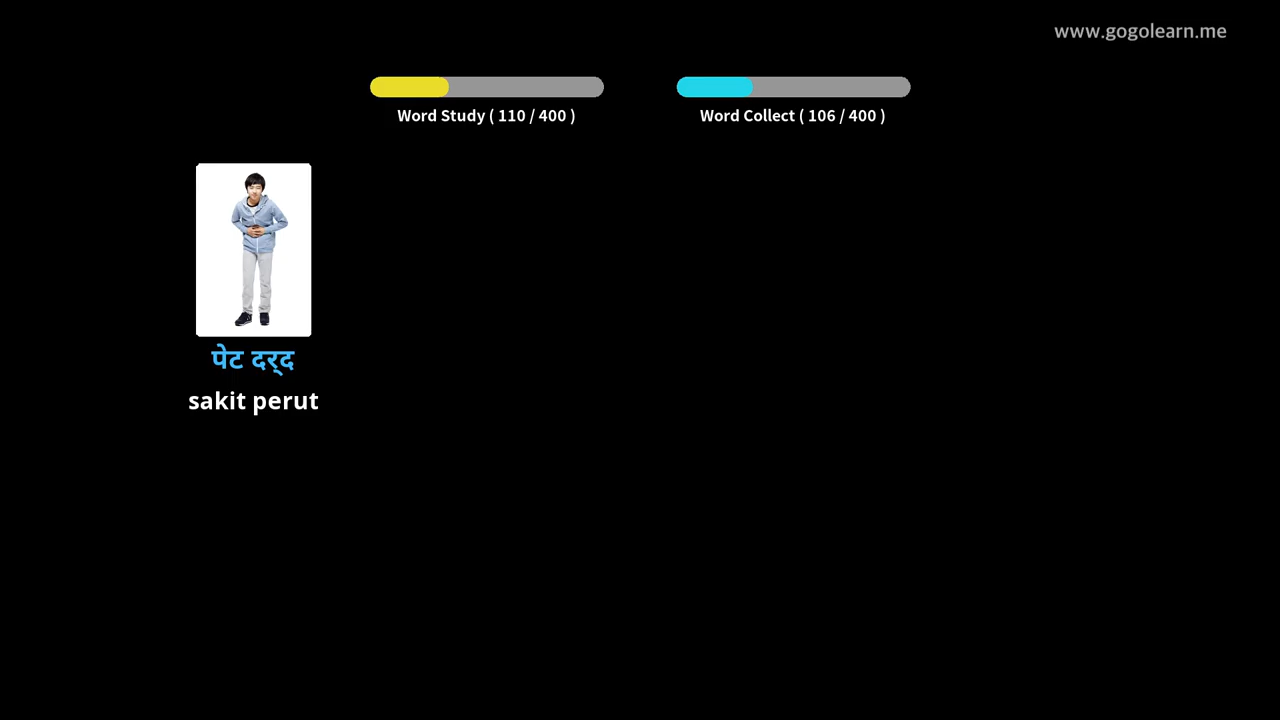 www.gogolearn.me
Word Study ( 110 / 400 )
Word Collect ( 106 / 400 )
पेट दर्द
sakit perut